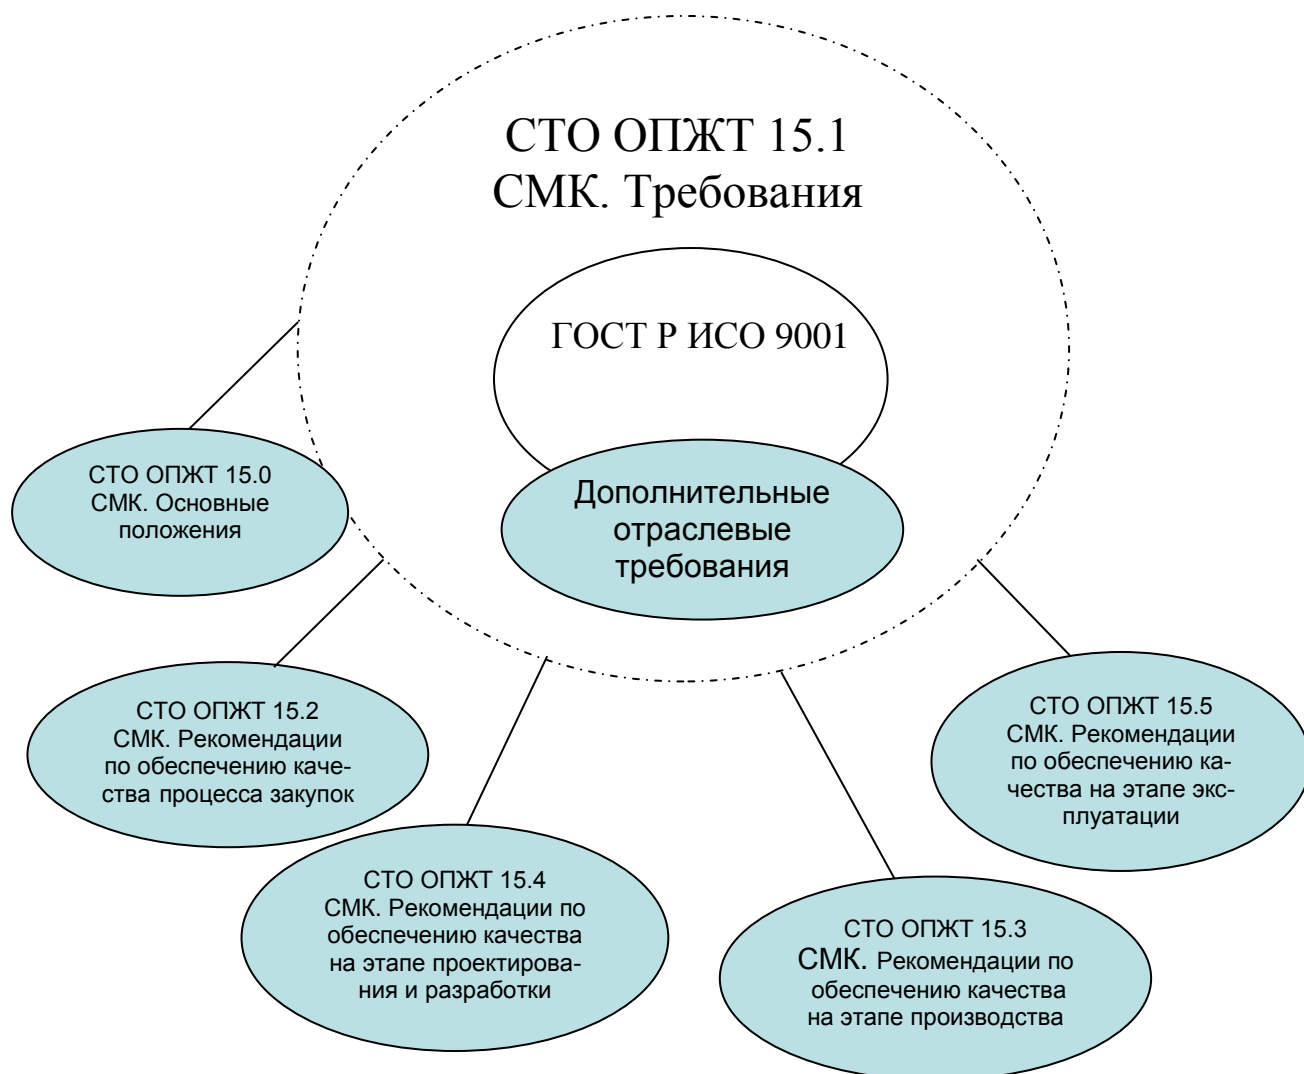 СТО ОПЖТ 15.1
СМК. Требования
ГОСТ Р ИСО 9001
Дополнительные
отраслевые
требования
СТО ОПЖТ 15.0
СМК. Основные
положения
СТО ОПЖТ 15.2
СМК. Рекомендации
по обеспечению каче-
ства процесса закупок
СТО ОПЖТ 15.4
СМК. Рекомендации по
обеспечению качества
на этапе проектирова-
ния и разработки
СТО ОПЖТ 15.3
СМК. Рекомендации по
обеспечению качества
на этапе производства
СТО ОПЖТ 15.5
СМК. Рекомендации
по обеспечению ка-
чества на этапе экс-
плуатации